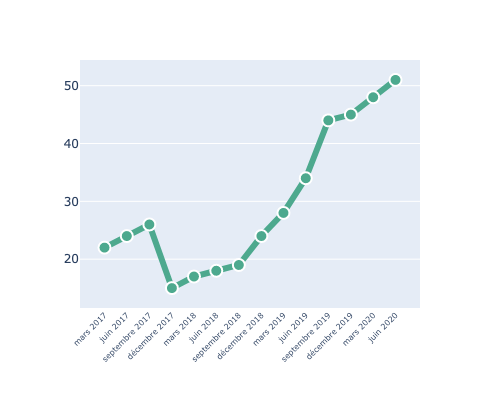 50
40
30
20
mars 2017
juin 2017
septembre 2017
décembre 2017
mars 2018
juin 2018
septembre 2018
décembre 2018
mars 2019
juin 2019
septembre 2019
décembre 2019
mars 2020
juin 2020